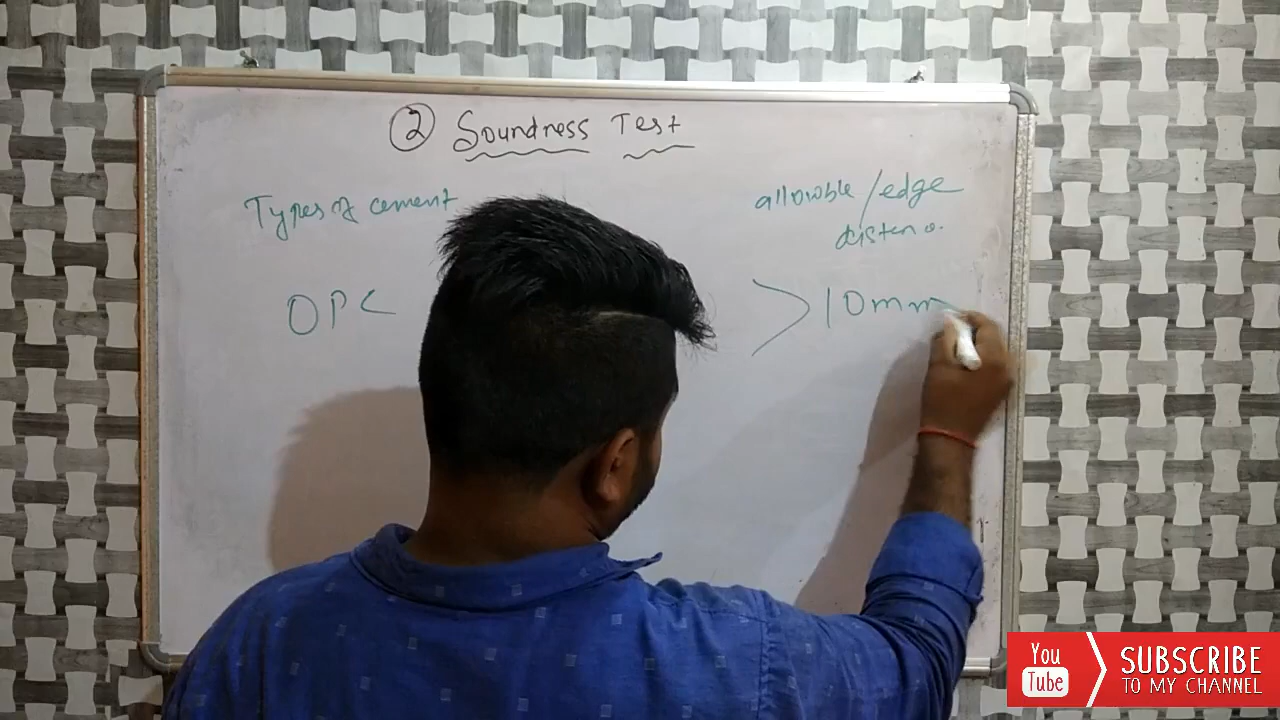 ② Soundness Test
Types of cement
allowable/edge
distance
OPC
>10mm
You
Tube
SUBSCRIBE
TO MY CHANNEL